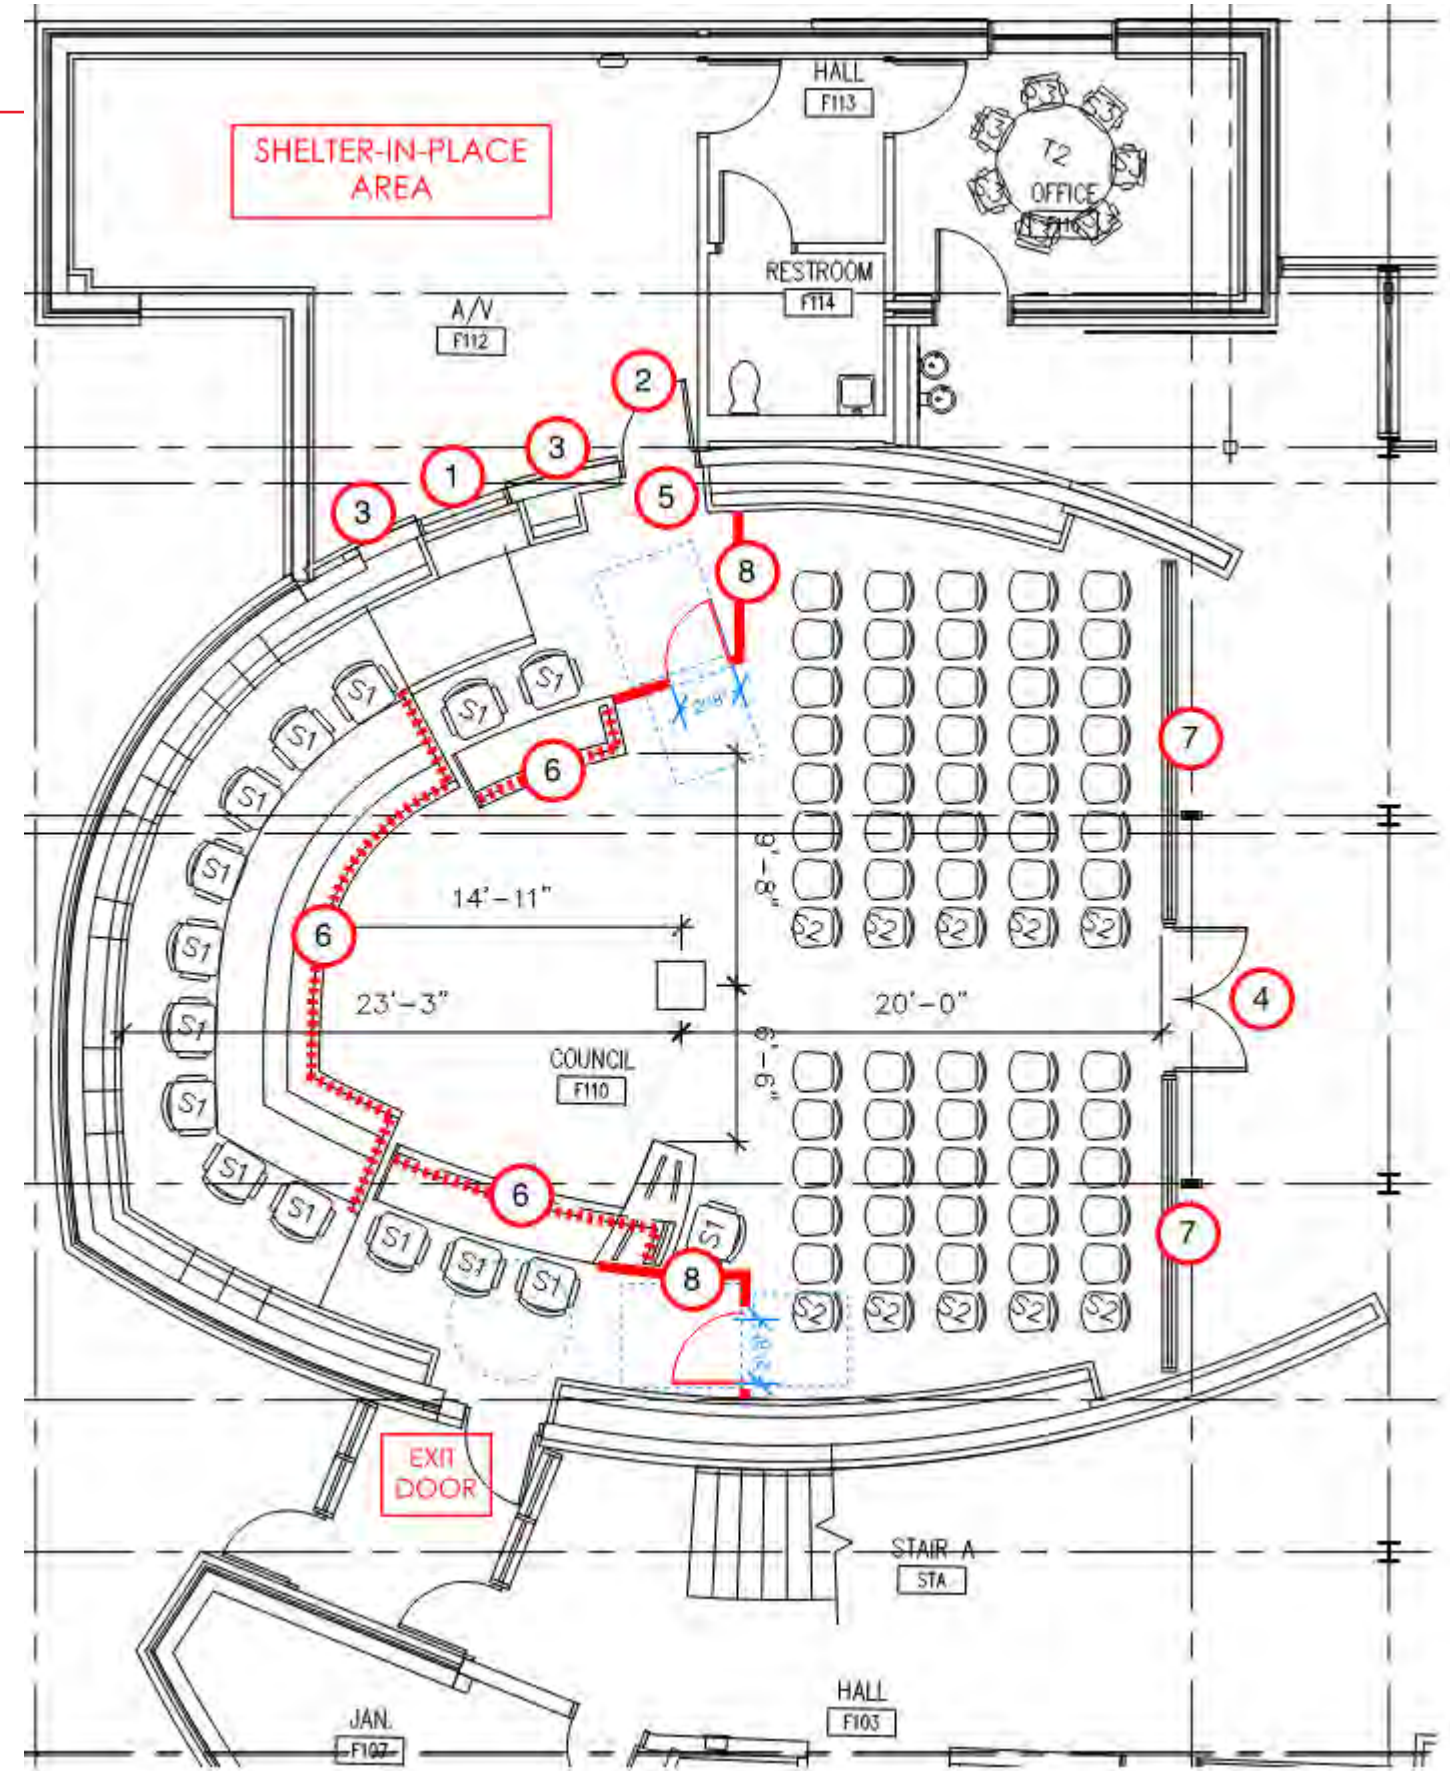 HALL
F113
SHELTER-IN-PLACE
AREA
T2
OFFICE
RESTROOM
F114
A/V
F112
2
3
1
5
3
8
S1
S1
S1
S1
S1
6
7
S1
9'-8"
14'-11"
S1
S2
S2
S2
S2
S2
6
S1
4
23'-3"
20'-0"
S1
6'-6"
COUNCIL
F110
S1
S1
6
S1
S1
S1
7
S1
8
S1
S2
S2
S2
S2
S2
EXIT
DOOR
STAIR A
STA
HALL
F103
JAN.
F107